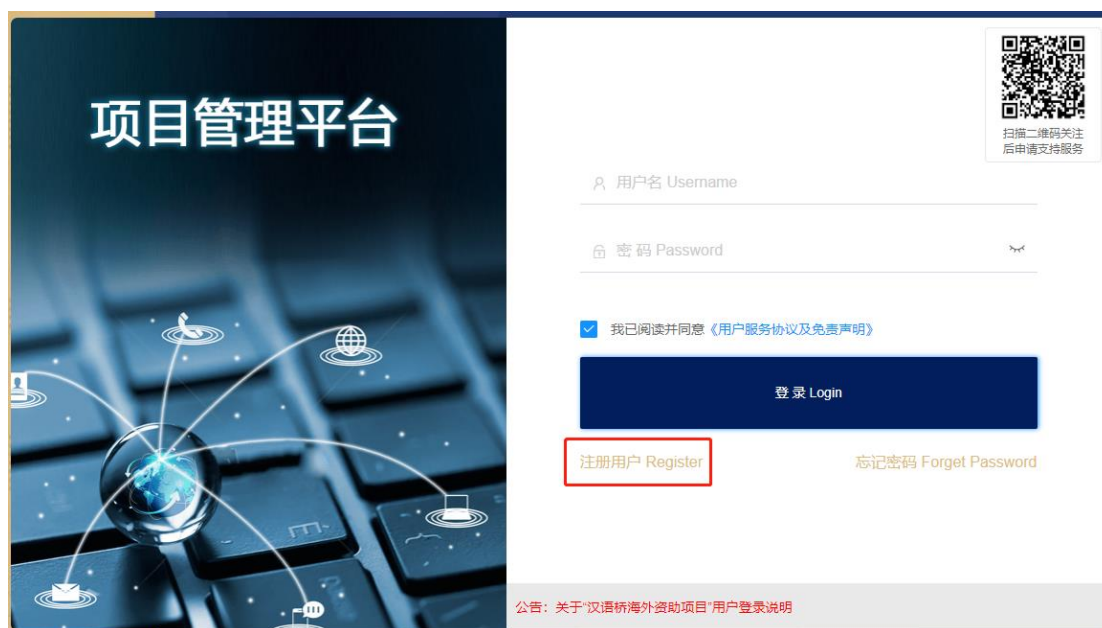 项目管理平台
扫描二维码关注
后申请支持服务
用户名 Username
密 码 Password
我已阅读并同意《用户服务协议及免责声明》
登 录 Login
注册用户 Register
忘记密码 Forget Password
公告：关于“汉语桥海外资助项目”用户登录说明